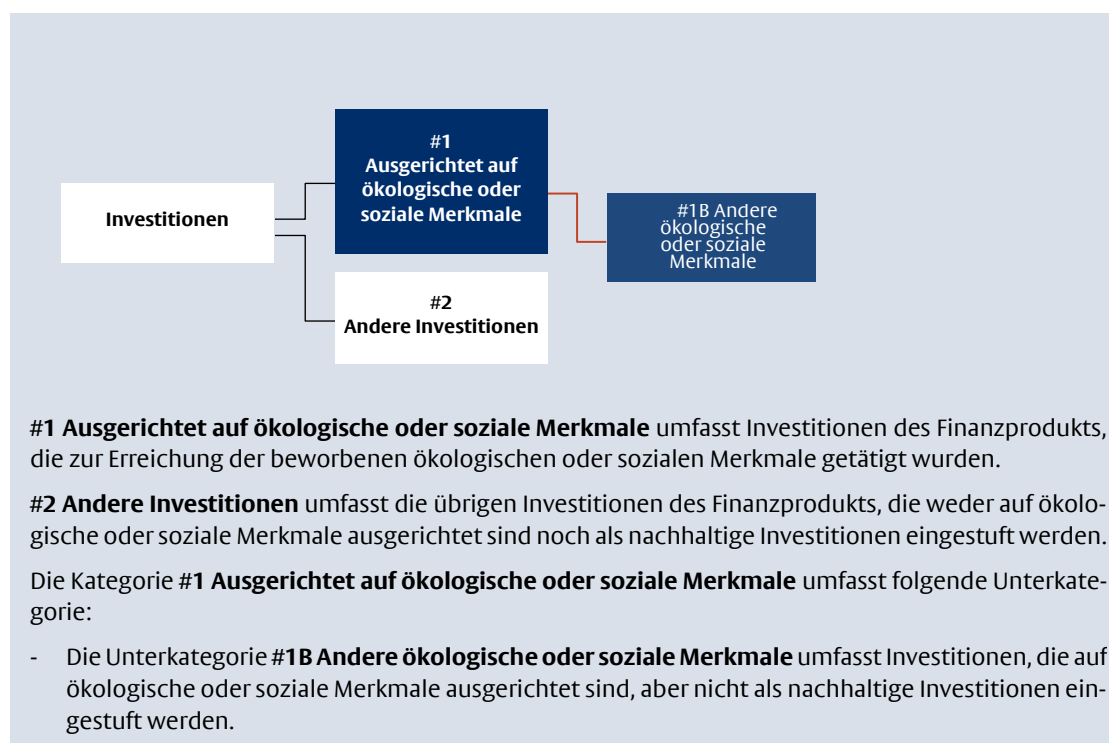 #1
Ausgerichtet auf
ökologische oder
soziale Merkmale
Investitionen
#1B Andere
ökologische
oder soziale
Merkmale
#2
Andere Investitionen
#1 Ausgerichtet auf ökologische oder soziale Merkmale umfasst Investitionen des Finanzprodukts,
die zur Erreichung der beworbenen ökologischen oder sozialen Merkmale getätigt wurden.
#2 Andere Investitionen umfasst die übrigen Investitionen des Finanzprodukts, die weder auf ökolo-
gische oder soziale Merkmale ausgerichtet sind noch als nachhaltige Investitionen eingestuft werden.
Die Kategorie #1 Ausgerichtet auf ökologische oder soziale Merkmale umfasst folgende Unterkate-
gorie:
- Die Unterkategorie #1B Andere ökologische oder soziale Merkmale umfasst Investitionen, die auf
ökologische oder soziale Merkmale ausgerichtet sind, aber nicht als nachhaltige Investitionen ein-
gestuft werden.